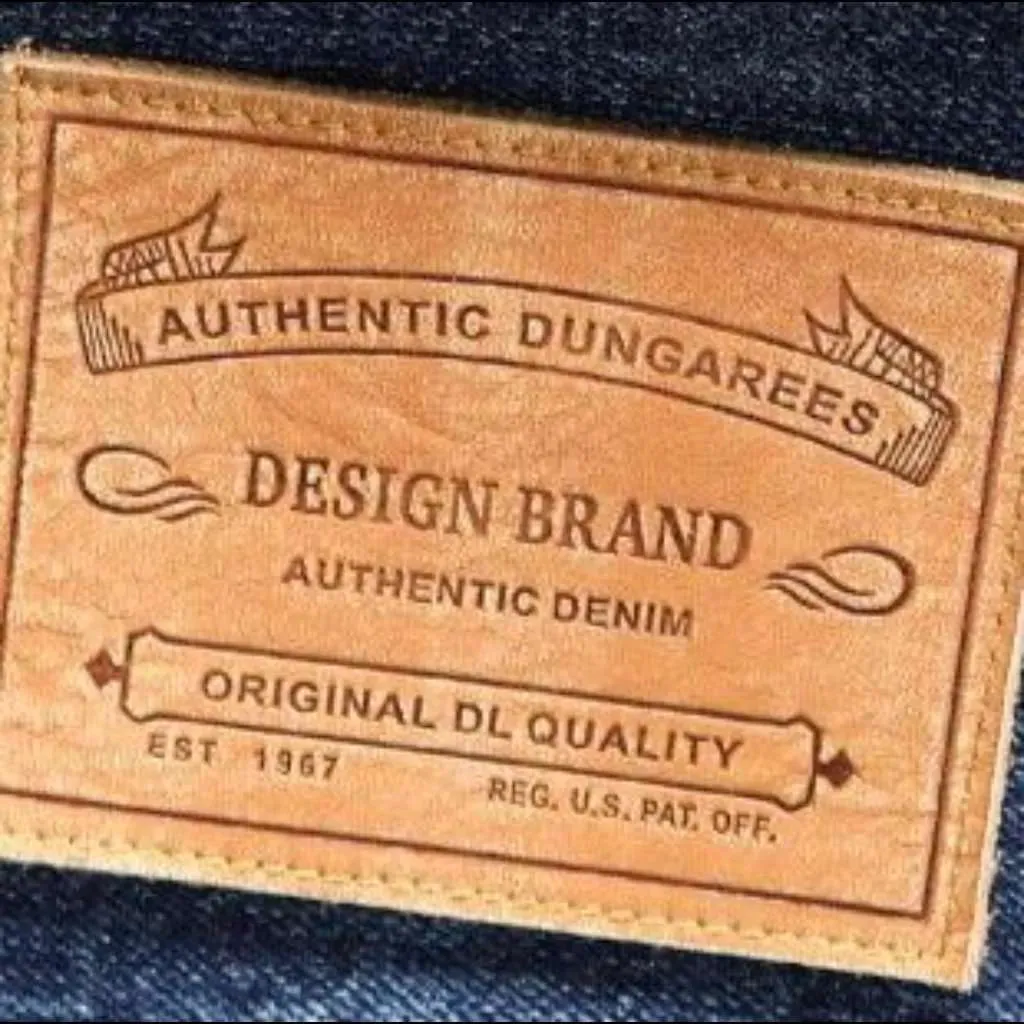 AUTHENTIC DUNGAREES
DESIGN BRAND
AUTHENTIC DENIM
ORIGINAL DL QUALITY
EST 1967
REG. U.S. PAT. OFF.